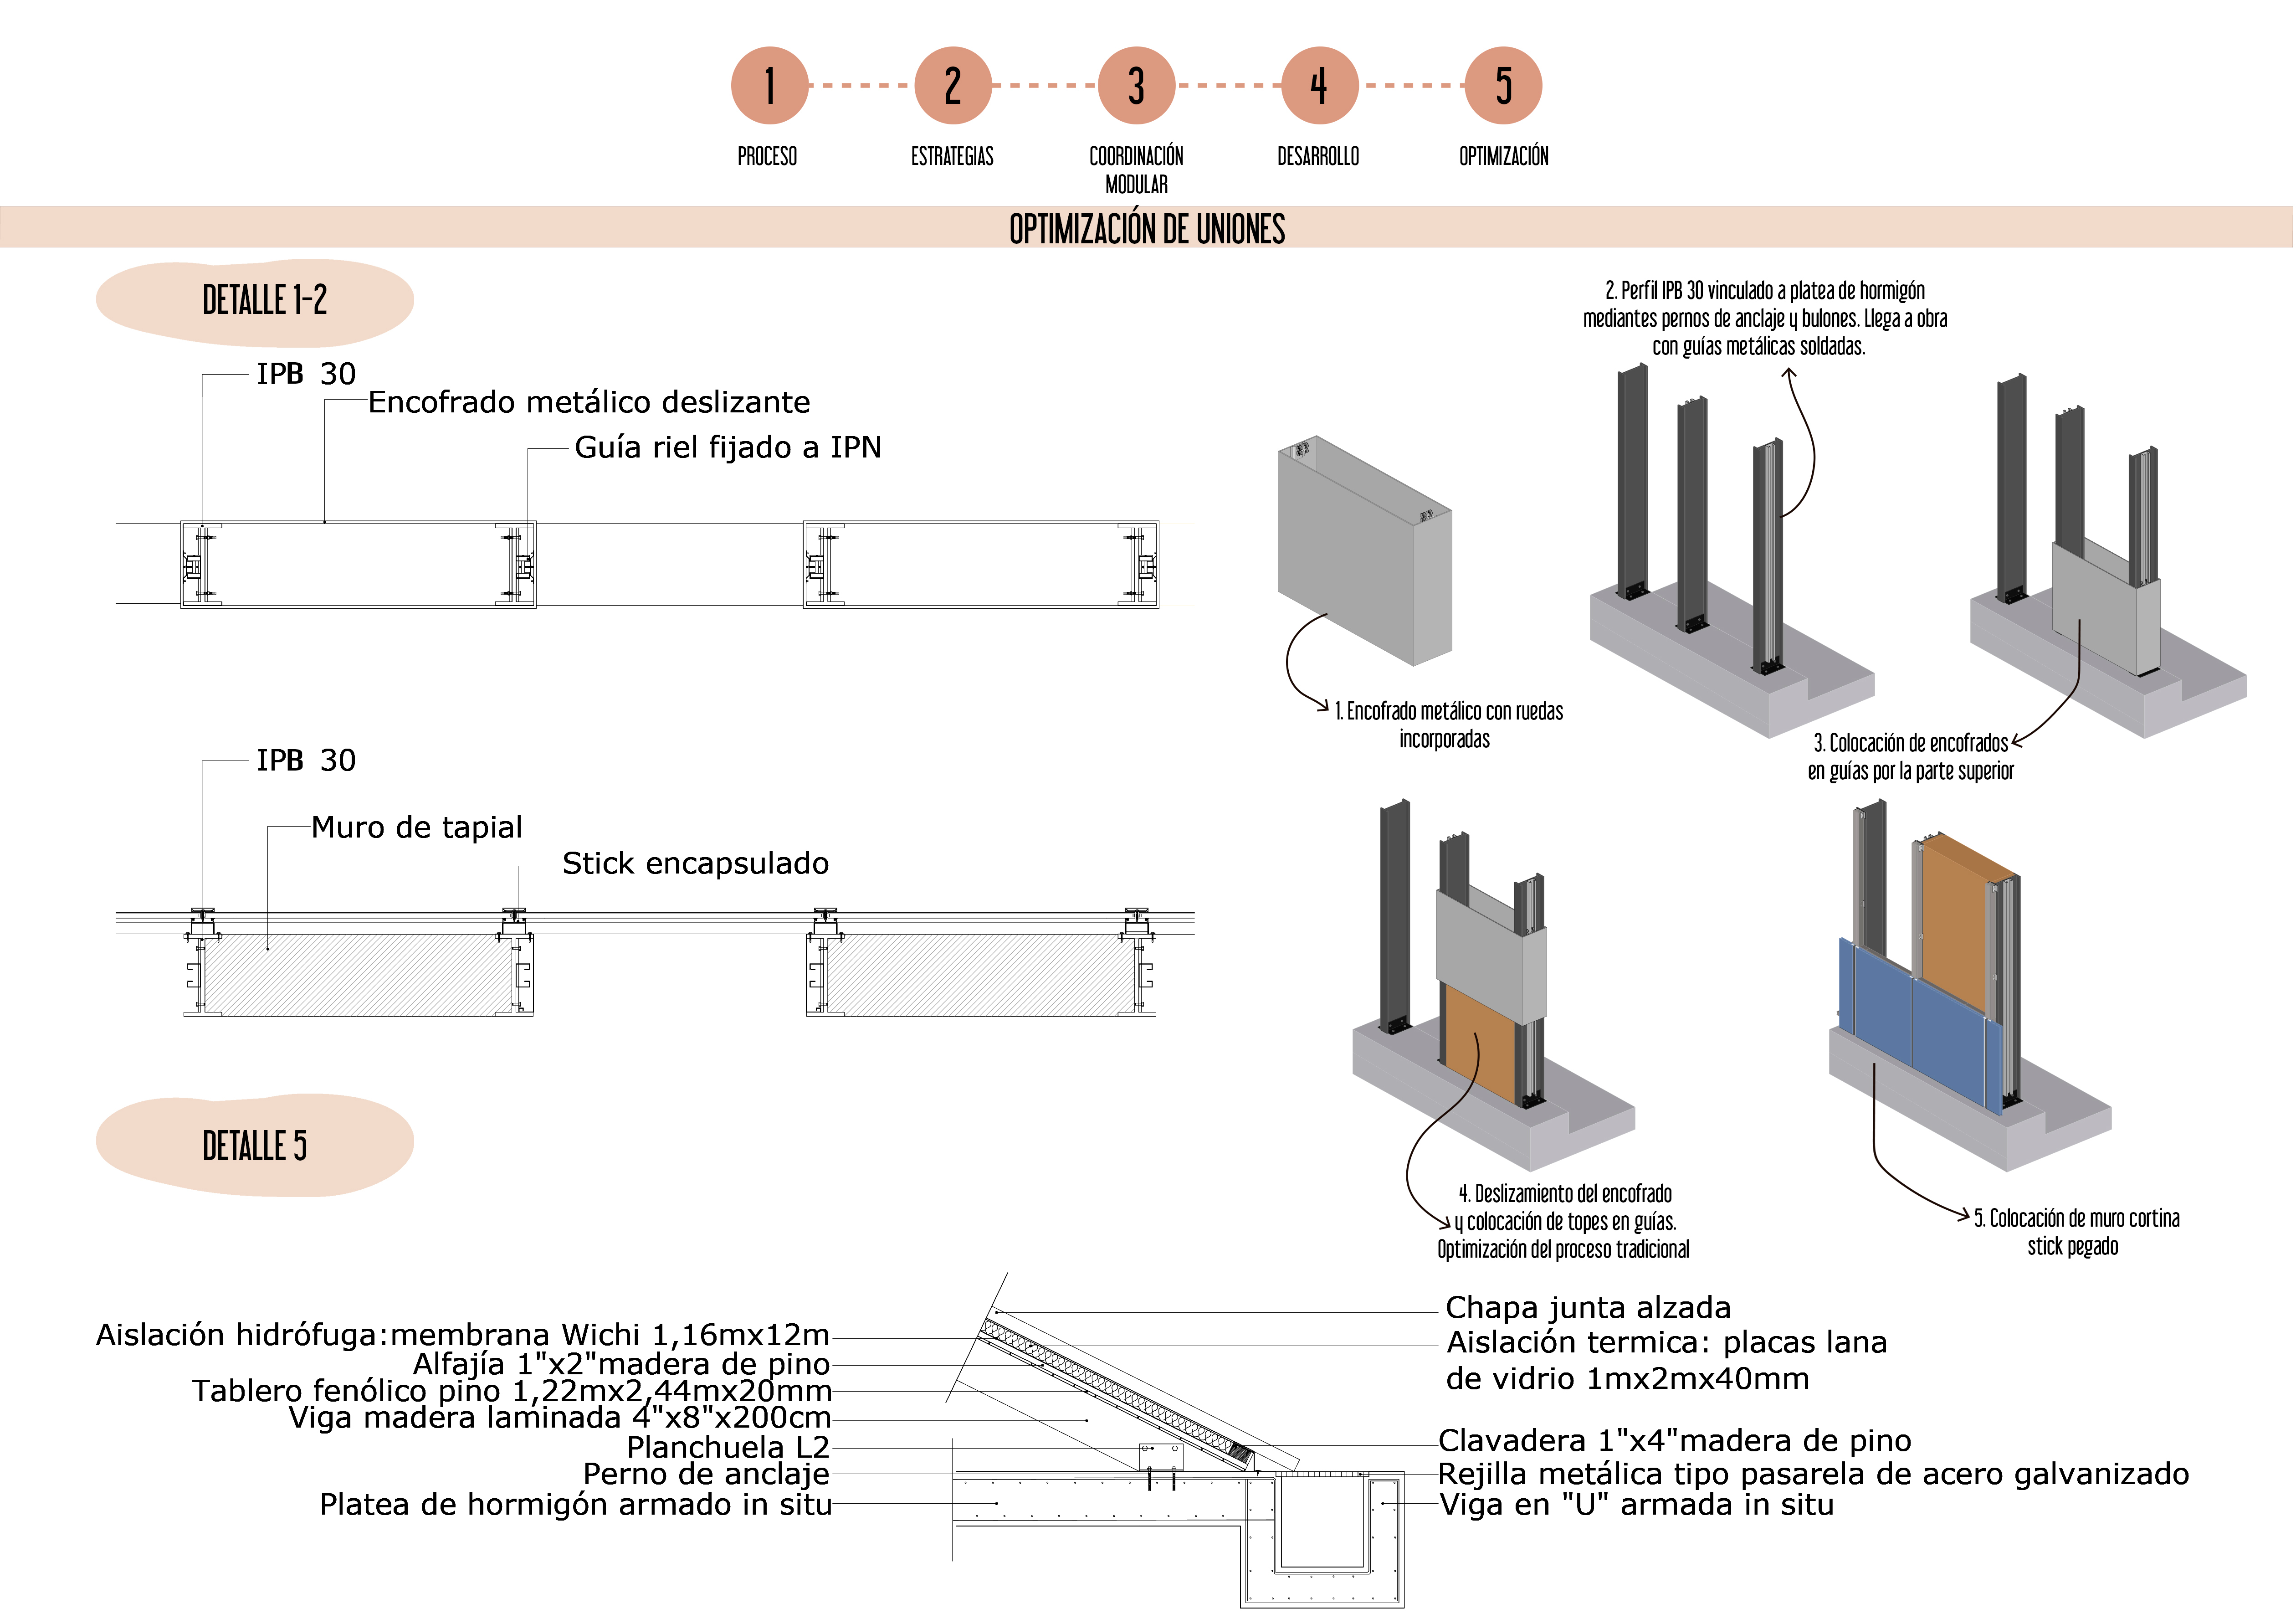 1
2
3
4
5
PROCESO
ESTRATEGIAS
COORDINACIÓN
MODULAR
DESARROLLO
OPTIMIZACIÓN
OPTIMIZACIÓN DE UNIONES
DETALLE 1-2
IPB 30
Encofrado metálico deslizante
Guía riel fijado a IPN
IPB 30
Muro de tapial
Stick encapsulado
1. Encofrado metálico con ruedas
incorporadas
2. Perfil IPB 30 vinculado a platea de hormigón
mediantes pernos de anclaje y bulones. Llega a obra
con guías metálicas soldadas.
3. Colocación de encofrados
en guías por la parte superior
4. Deslizamiento del encofrado
y colocación de topes en guías.
Optimización del proceso tradicional
5. Colocación de muro cortina
stick pegado
DETALLE 5
Aislación hidrófuga:membrana Wichi 1,16mx12m
Alfajía 1"x2"madera de pino
Tablero fenólico pino 1,22mx2,44mx20mm
Viga madera laminada 4"x8"x200cm
Planchuela L2
Perno de anclaje
Platea de hormigón armado in situ
Chapa junta alzada
Aislación termica: placas lana
de vidrio 1mx2mx40mm
Clavadera 1"x4"madera de pino
Rejilla metálica tipo pasarela de acero galvanizado
Viga en "U" armada in situ